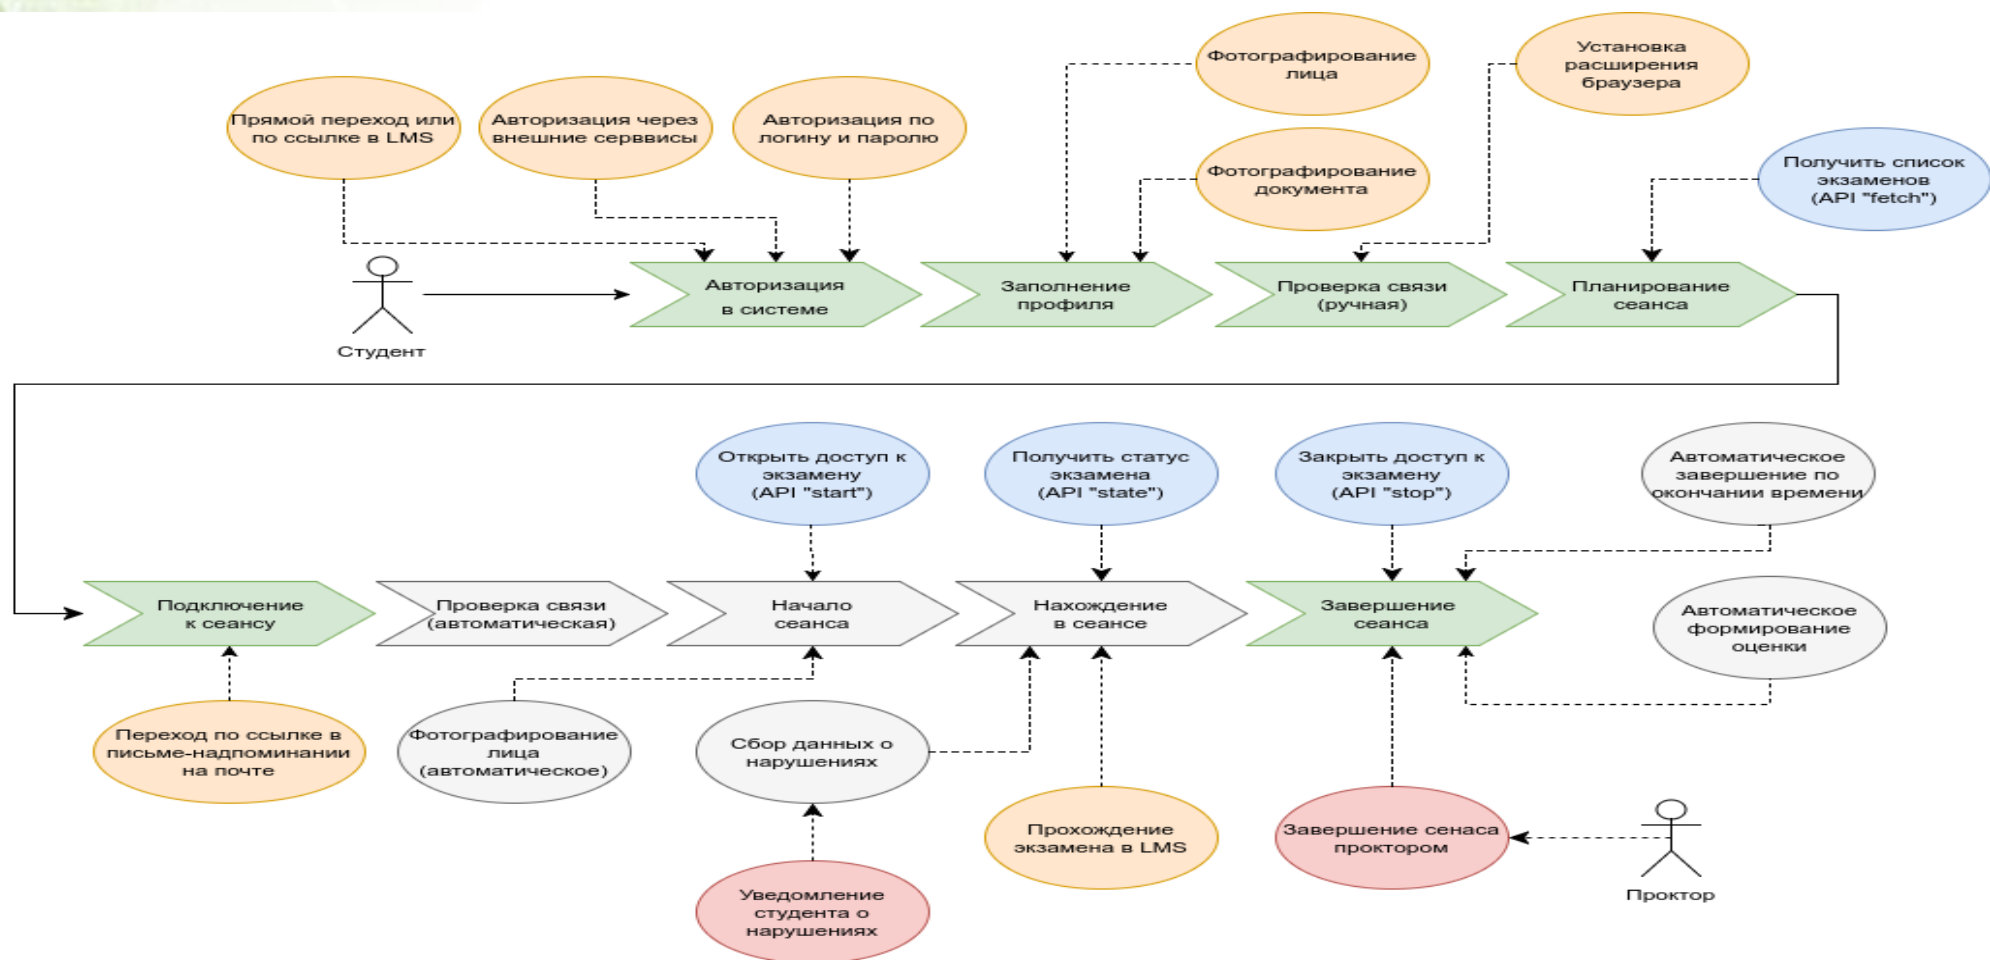 Прямой переход или
по ссылке в LMS
Авторизация через
внешние серввисы
Авторизация по
логину и паролю
Фотографирование
лица
Фотографирование
документа
Установка
расширения
браузера
Получить список
экзаменов
(API "fetch")
Студент
Авторизация
в системе
Заполнение
профиля
Проверка связи
(ручная)
Планирование
сеанса
Открыть доступ к
экзамену
(API "start")
Получить статус
экзамена
(API "state")
Закрыть доступ к
экзамену
(API "stop")
Автоматическое
завершение по
окончании времени
Подключение
к сеансу
Проверка связи
(автоматическая)
Начало
сеанса
Нахождение
в сеансе
Завершение
сеанса
Автоматическое
формирование
оценки
Переход по ссылке в
письме-надпоминании
на почте
Фотографирование
лица
(автоматическое)
Сбор данных о
нарушениях
Прохождение
экзамена в LMS
Завершение сенаса
проктором
Проктор
Уведомление
студента о
нарушениях